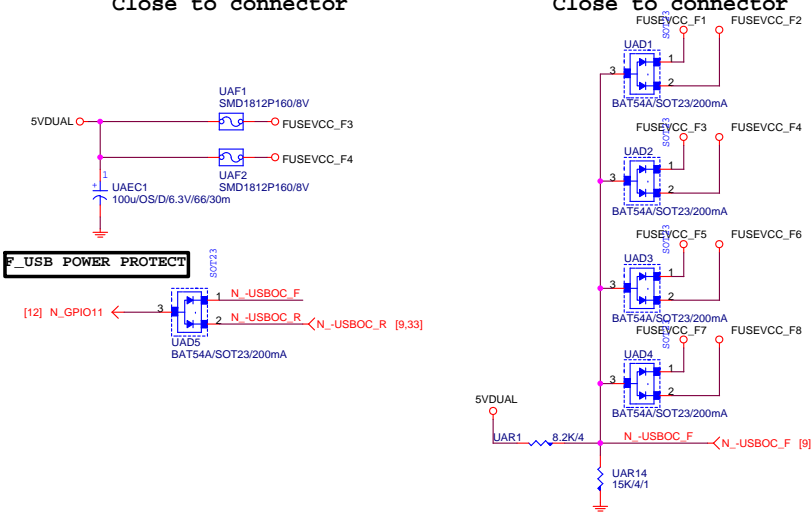 Close to connector
UAF1
SMD1812P160/8V
5VDUAL
FUSEVCC_F3
FUSEVCC_F4
UAF2
SMD1812P160/8V
1
+
UAEC1
100u/OS/D/6.3V/66/30m
F_USB POWER PROTECT
SOT23
[12] N_GPIO11
3
1
N_-USBOC_F
2
N_-USBOC_R
N_-USBOC_R [9,33]
UAD5
BAT54A/SOT23/200mA
Close to connector
FUSEVCC_F1
FUSEVCC_F2
SOT23
UAD1
3
1
2
BAT54A/SOT23/200mA
FUSEVCC_F3
FUSEVCC_F4
SOT23
UAD2
3
1
2
BAT54A/SOT23/200mA
FUSEVCC_F5
FUSEVCC_F6
SOT23
UAD3
3
1
2
BAT54A/SOT23/200mA
FUSEVCC_F7
FUSEVCC_F8
SOT23
UAD4
3
1
2
BAT54A/SOT23/200mA
5VDUAL
UAR1
8.2K/4
N_-USBOC_F
N_-USBOC_F [9]
UAR14
15K/4/1